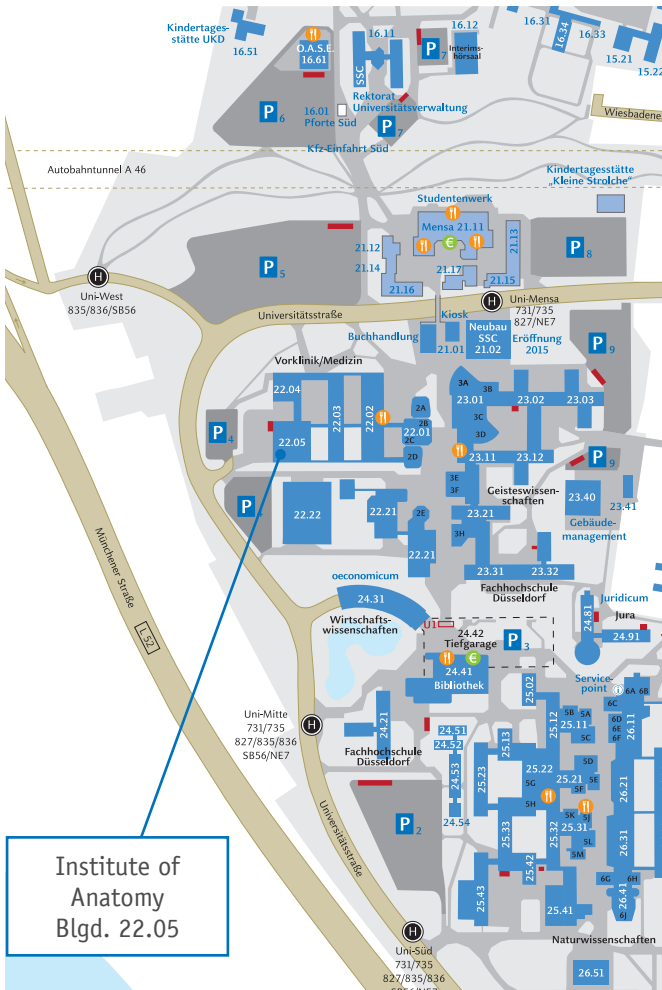 Kindertages-
stätte UKD
16.51
O.A.S.E.
16.61
16.11
SSC
P 7
16.12
Interims-
hörsaal
16.31
16.34
16.33
15.21
15.22
P 6
16.01
Pforte Süd
Rektorat
Universitätsverwaltung
P 7
Kfz-Einfahrt Süd
Wiesbadener
Autobahntunnel A 46
Kindertagesstätte
„Kleine Strolche“
Studentenwerk
Mensa 21.11
€
21.12
21.14
21.13
21.17
21.15
21.16
P 8
P 5
H
Uni-West
835/836/SB56
H
Uni-Mensa
731/735
827/NE7
Universitätsstraße
Kiosk
Buchhandlung
21.01
Neubau
SSC
21.02
Eröffnung
2015
P 9
Vorklinik/Medizin
22.04
22.03
22.02
2A
2B
22.01
2C
2D
22.05
P 4
3A
3B
23.01
23.02
23.03
3C
3D
23.11
23.12
P 9
3E
3F
Geisteswissen-
schaften
23.40
23.41
Gebäude-
management
P
22.22
22.21
2E
22.21
23.21
3H
23.31
23.32
Fachhochschule
Düsseldorf
Münchener Straße
L 52
oeconomicum
24.31
Wirtschafts-
wissenschaften
U1
24.42
Tiefgarage
P 3
€
24.41
Bibliothek
Juridicum
Jura
24.81
24.91
Service-
point
i
Uni-Mitte
731/735
827/835/836
SB56/NE7
H
24.21
Fachhochschule
Düsseldorf
24.51
24.52
24.53
24.54
25.02
25.12
25.13
25.23
25.22
5G
5H
25.33
25.32
25.42
25.43
25.41
5B
5A
25.11
5C
5D
25.21
5E
5F
5K
5J
25.31
5L
5M
6A
6B
6C
26.11
6D
6E
6F
26.21
26.31
6G
6H
26.41
6J
Universitätsstraße
P 2
Institute of
Anatomy
Blgd. 22.05
H
Uni-Süd
731/735
827/835/836
SB56/NE7
Naturwissenschaften
26.51